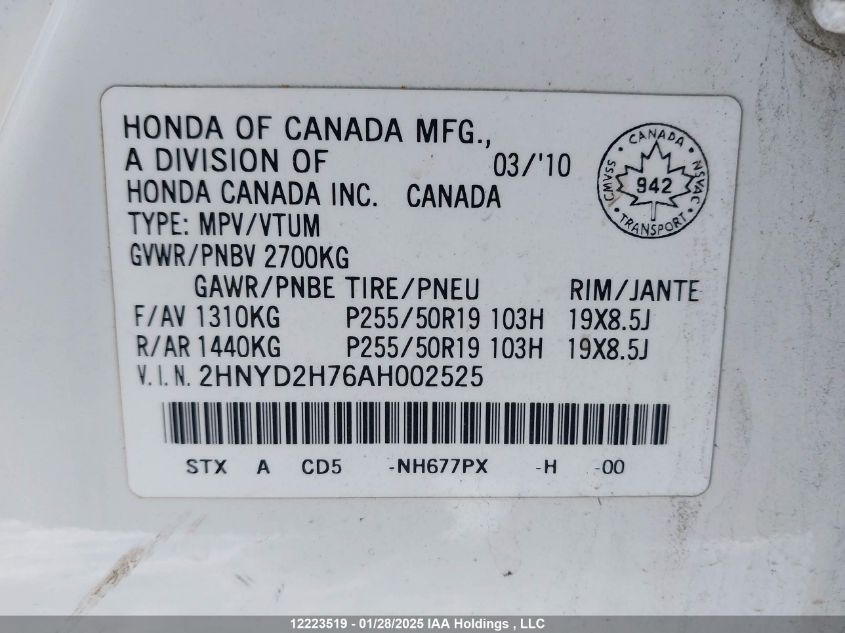 HONDA OF CANADA MFG.,
A DIVISION OF 03/'10
HONDA CANADA INC. CANADA
TYPE: MPV/VTUM
GVWR/PNBV 2700KG
GAWR/PNBE TIRE/PNEU RIM/JANTE
F/AV 1310KG P255/50R19 103H 19X8.5J
R/AR 1440KG P255/50R19 103H 19X8.5J
V.I.N. 2HNYD2H76AH002525
STX A CD5 -NH677PX -H -00
CANADA
CMVSS
942
NSVAC
TRANSPORT
12223519 - 01/28/2025 IAA Holdings , LLC